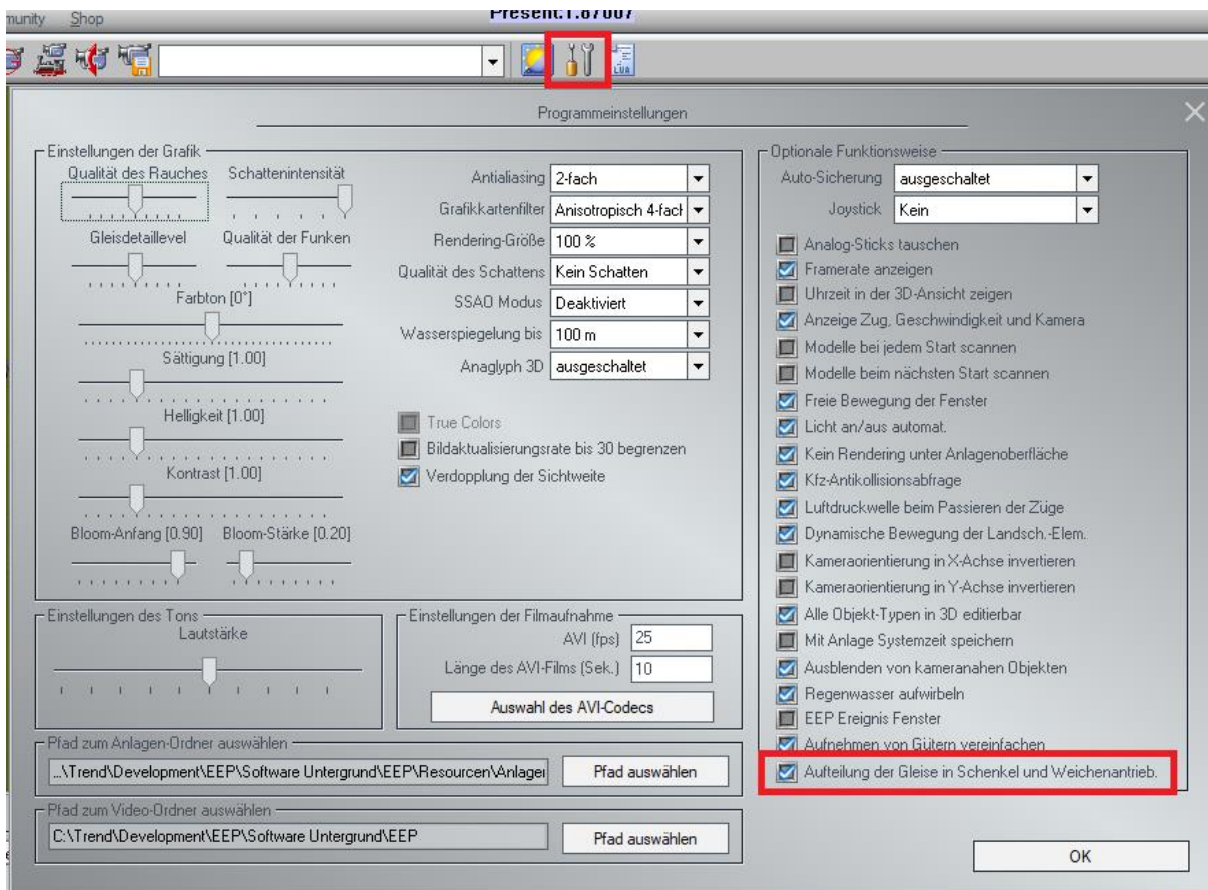 munity Shop
Present.1.87007
LUA
Programmeinstellungen
Einstellungen der Grafik
Qualität des Rauches
Schattenintensität
Gleisdetaillevel
Qualität der Funken
Farbton [0°]
Sättigung [1.00]
Helligkeit [1.00]
Kontrast [1.00]
Bloom-Anfang [0.90]
Bloom-Stärke [0.20]
Antialiasing 2-fach
Grafikkartenfilter Anisotropisch 4-fach
Rendering-Größe 100 %
Qualität des Schattens Kein Schatten
SSAO Modus Deaktiviert
Wasserspiegelung bis 100 m
Anaglyph 3D ausgeschaltet
True Colors
Bildaktualisierungsrate bis 30 begrenzen
Verdopplung der Sichtweite
Einstellungen des Tons
Lautstärke
Einstellungen der Filmaufnahme
AVI (fps) 25
Länge des AVI-Films (Sek.) 10
Auswahl des AVI-Codecs
Pfad zum Anlagen-Ordner auswählen
...\Trend\Development\EEP\Software Untergrund\EEP\Resourcen\Anlagen
Pfad auswählen
Pfad zum Video-Ordner auswählen
C:\Trend\Development\EEP\Software Untergrund\EEP
Pfad auswählen
Optionale Funktionsweise
Auto-Sicherung ausgeschaltet
Joystick Kein
Analog-Sticks tauschen
Framerate anzeigen
Uhrzeit in der 3D-Ansicht zeigen
Anzeige Zug, Geschwindigkeit und Kamera
Modelle bei jedem Start scannen
Modelle beim nächsten Start scannen
Freie Bewegung der Fenster
Licht an/aus automat.
Kein Rendering unter Anlagenoberfläche
Kfz-Antikollisionsabfrage
Luftdruckwelle beim Passieren der Züge
Dynamische Bewegung der Landsch.-Elem.
Kameraorientierung in X-Achse invertieren
Kameraorientierung in Y-Achse invertieren
Alle Objekt-Typen in 3D editierbar
Mit Anlage Systemzeit speichern
Ausblenden von kameranahen Objekten
Regenwasser aufwirbeln
EEP Ereignis Fenster
Aufnehmen von Gütern vereinfachen
Aufteilung der Gleise in Schenkel und Weichenantrieb.
OK